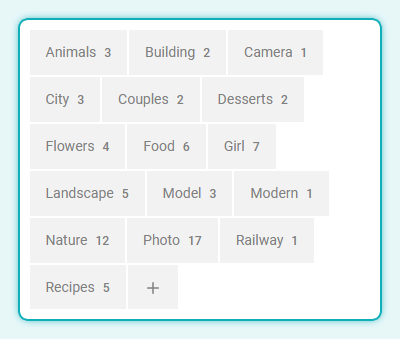 Animals 3 Building 2 Camera 1
City 3 Couples 2 Desserts 2
Flowers 4 Food 6 Girl 7
Landscape 5 Model 3 Modern 1
Nature 12 Photo 17 Railway 1
Recipes 5 +